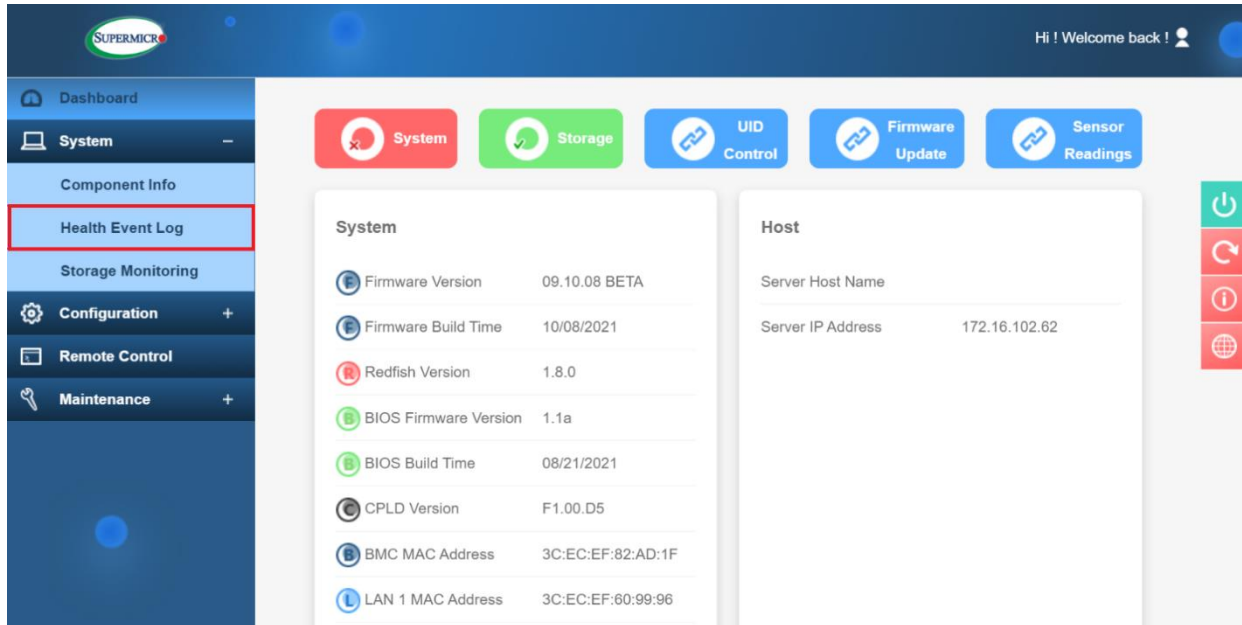 SUPERMICRO
Hi ! Welcome back !
Dashboard
System −
Component Info
Health Event Log
Storage Monitoring
Configuration +
Remote Control
Maintenance +
System
Storage
UID
Control
Firmware
Update
Sensor
Readings
System
F Firmware Version 09.10.08 BETA
F Firmware Build Time 10/08/2021
R Redfish Version 1.8.0
B BIOS Firmware Version 1.1a
B BIOS Build Time 08/21/2021
C CPLD Version F1.00.D5
B BMC MAC Address 3C:EC:EF:82:AD:1F
L LAN 1 MAC Address 3C:EC:EF:60:99:96
Host
Server Host Name
Server IP Address 172.16.102.62